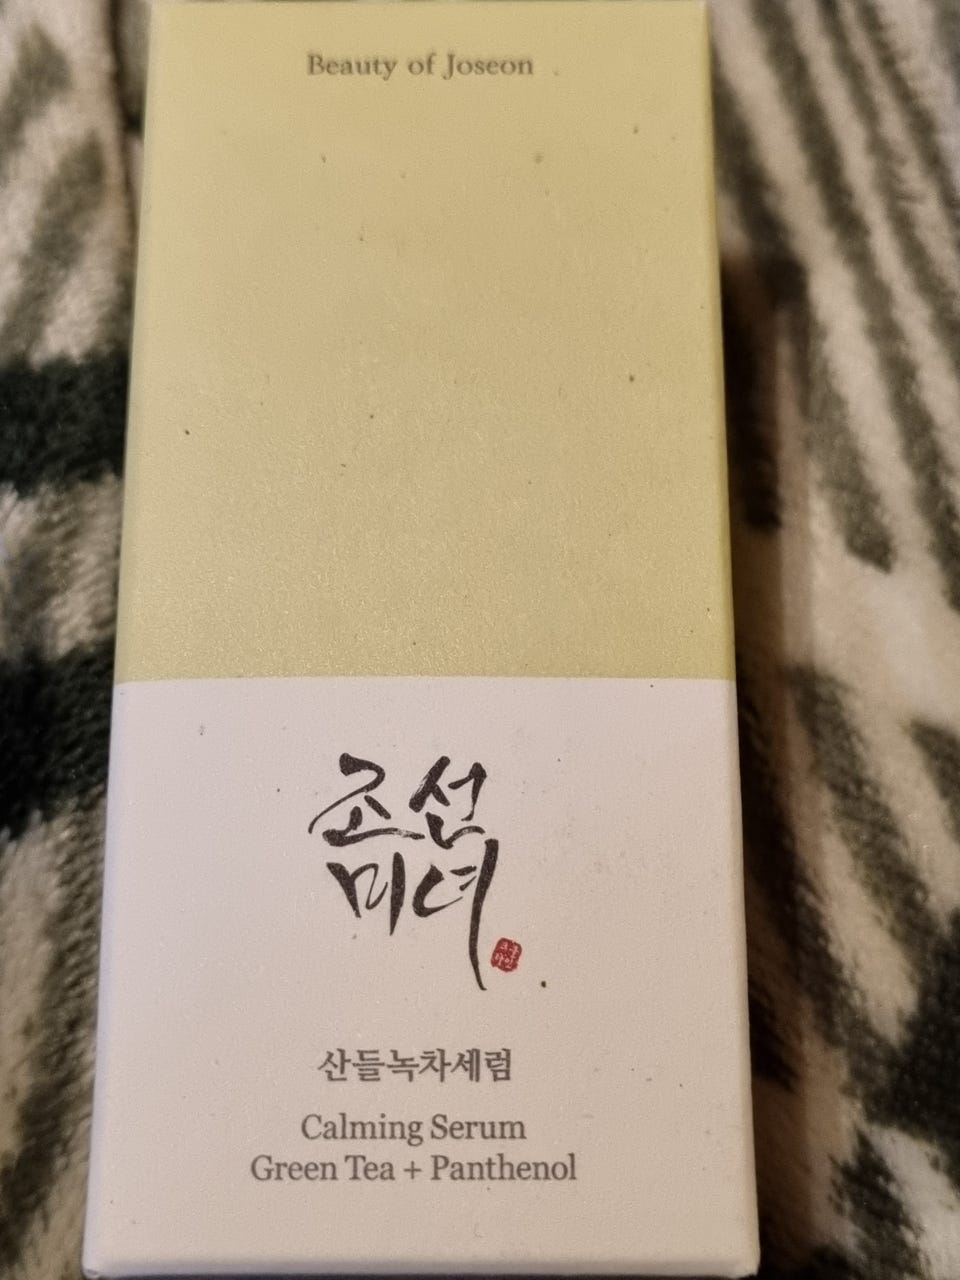 Beauty of Joseon
조선
미녀
산들녹차세럼
Calming Serum
Green Tea + Panthenol